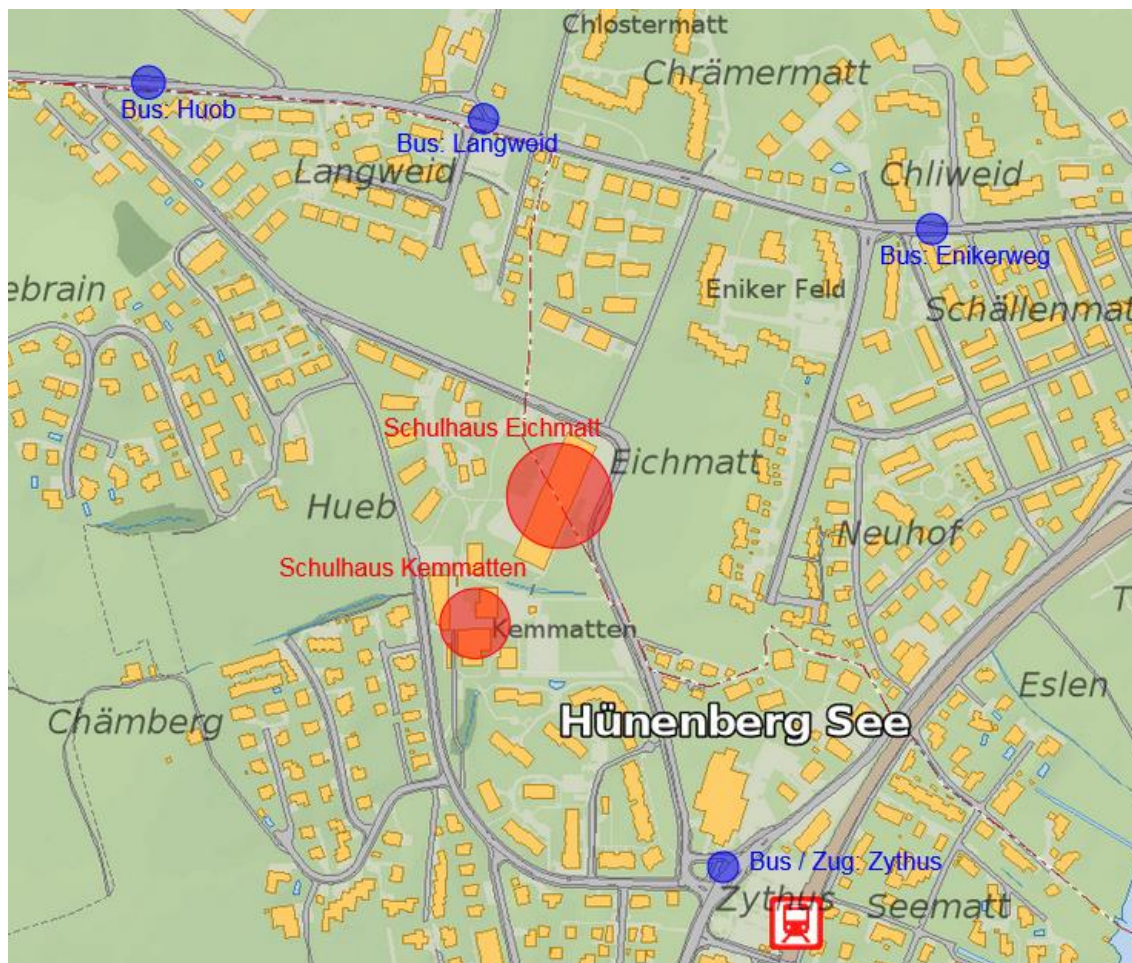 Chlostermatt
Chrämermatt
Bus: Huob
Bus: Langweid
Langweid
Chliweid
Bus: Enikerweg
ebrain
Eniker Feld
Schällenmat
Schulhaus Eichmatt
Eichmatt
Hueb
Neuhof
Schulhaus Kemmatten
T
Kemmatten
Eslen
Chämberg
Hünenberg See
Bus / Zug: Zythus
Zythus
Seematt